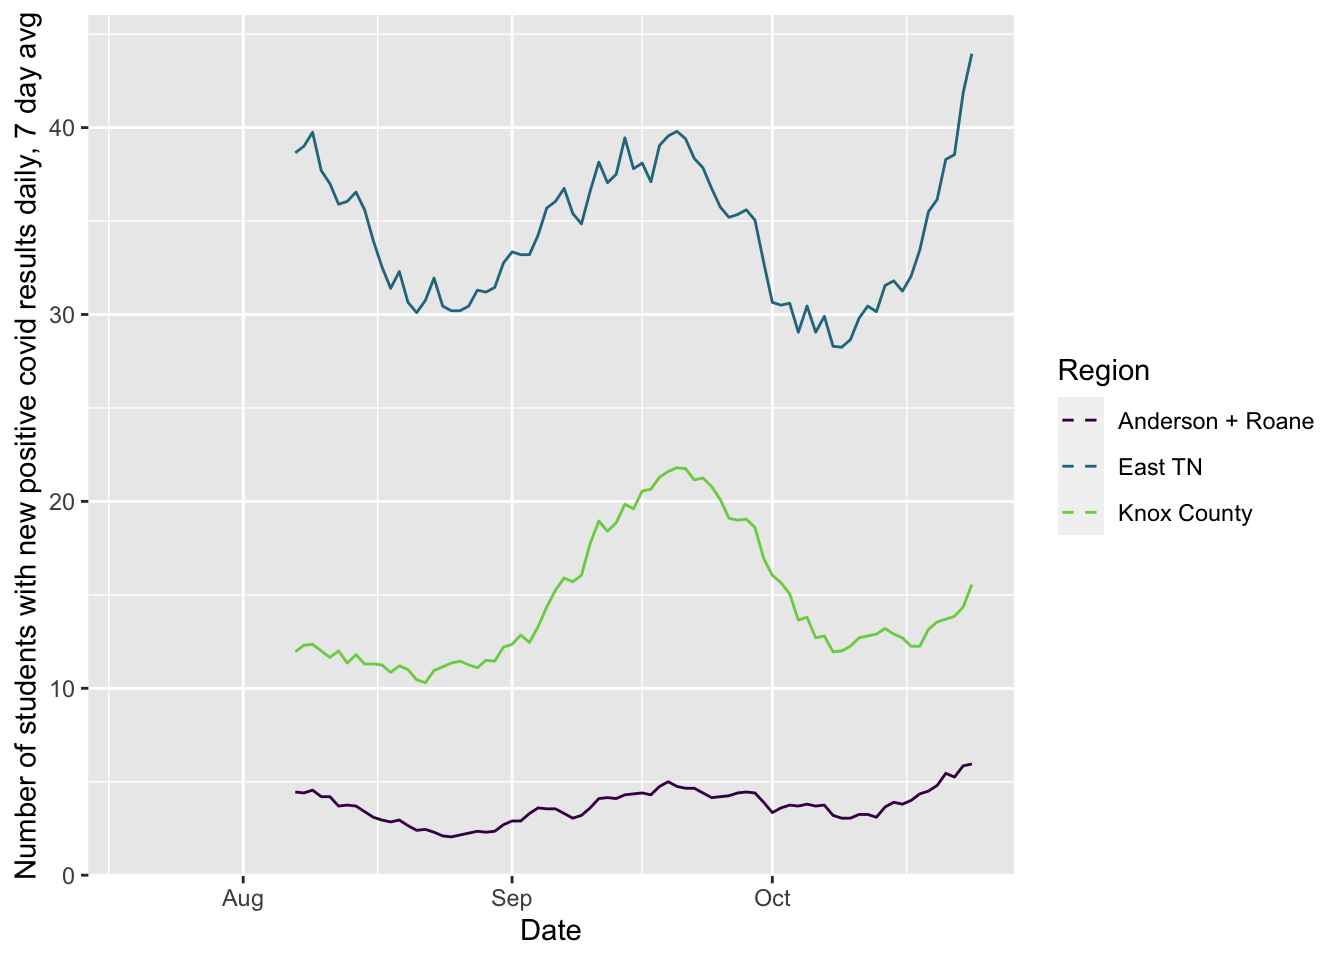 Number of students with new positive covid results daily, 7 day avg
40
30
20
10
0
Aug
Sep
Oct
Date
Region
Anderson + Roane
East TN
Knox County